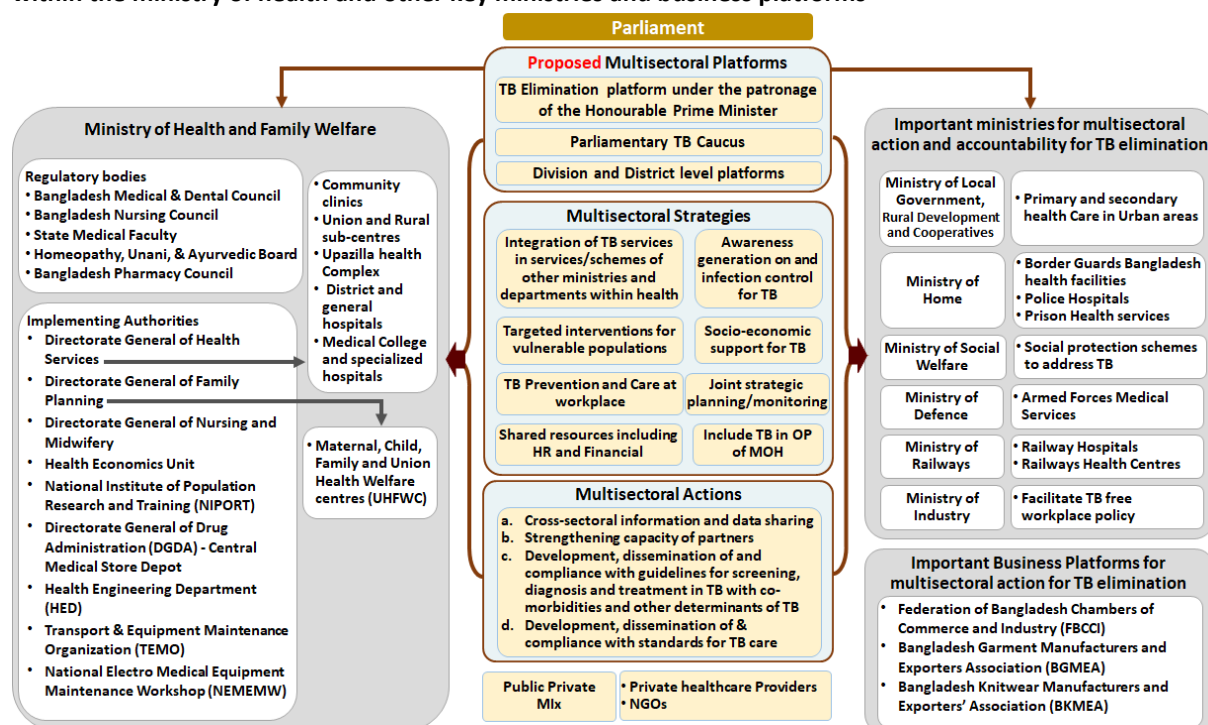 within the ministry of health and other key ministries and business platforms
Parliament
Proposed Multisectoral Platforms
TB Elimination platform under the patronage
of the Honourable Prime Minister
Parliamentary TB Caucus
Division and District level platforms
Ministry of Health and Family Welfare
Regulatory bodies
• Bangladesh Medical & Dental Council
• Bangladesh Nursing Council
• State Medical Faculty
• Homeopathy, Unani, & Ayurvedic Board
• Bangladesh Pharmacy Council
• Community
clinics
• Union and Rural
sub-centres
• Upazilla health
Complex
• District and
general
hospitals
• Medical College
and specialized
hospitals
Implementing Authorities
• Directorate General of Health
Services
• Directorate General of Family
Planning
• Directorate General of Nursing and
Midwifery
• Health Economics Unit
• National Institute of Population
Research and Training (NIPORT)
• Directorate General of Drug
Administration (DGDA) - Central
Medical Store Depot
• Health Engineering Department
(HED)
• Transport & Equipment Maintenance
Organization (TEMO)
• National Electro Medical Equipment
Maintenance Workshop (NEMEMW)
• Maternal, Child,
Family and Union
Health Welfare
centres (UHFWC)
Multisectoral Strategies
Integration of TB services
in services/schemes of
other ministries and
departments within health
Awareness
generation on and
infection control
for TB
Targeted interventions for
vulnerable populations
Socio-economic
support for TB
TB Prevention and Care at
workplace
Joint strategic
planning/monitoring
Shared resources including
HR and Financial
Include TB in OP
of MOH
Multisectoral Actions
a. Cross-sectoral information and data sharing
b. Strengthening capacity of partners
c. Development, dissemination of and
compliance with guidelines for screening,
diagnosis and treatment in TB with co-
morbidities and other determinants of TB
d. Development, dissemination of &
compliance with standards for TB care
Public Private
MIx
• Private healthcare Providers
• NGOs
Important ministries for multisectoral
action and accountability for TB elimination
Ministry of Local
Government,
Rural Development
and Cooperatives
• Primary and secondary
health Care in Urban areas
Ministry of
Home
• Border Guards Bangladesh
health facilities
• Police Hospitals
• Prison Health services
Ministry of Social
Welfare
• Social protection schemes
to address TB
Ministry of
Defence
• Armed Forces Medical
Services
Ministry of
Railways
• Railway Hospitals
• Railways Health Centres
Ministry of
Industry
• Facilitate TB free
workplace policy
Important Business Platforms for
multisectoral action for TB elimination
• Federation of Bangladesh Chambers of
Commerce and Industry (FBCCI)
• Bangladesh Garment Manufacturers and
Exporters Association (BGMEA)
• Bangladesh Knitwear Manufacturers and
Exporters' Association (BKMEA)